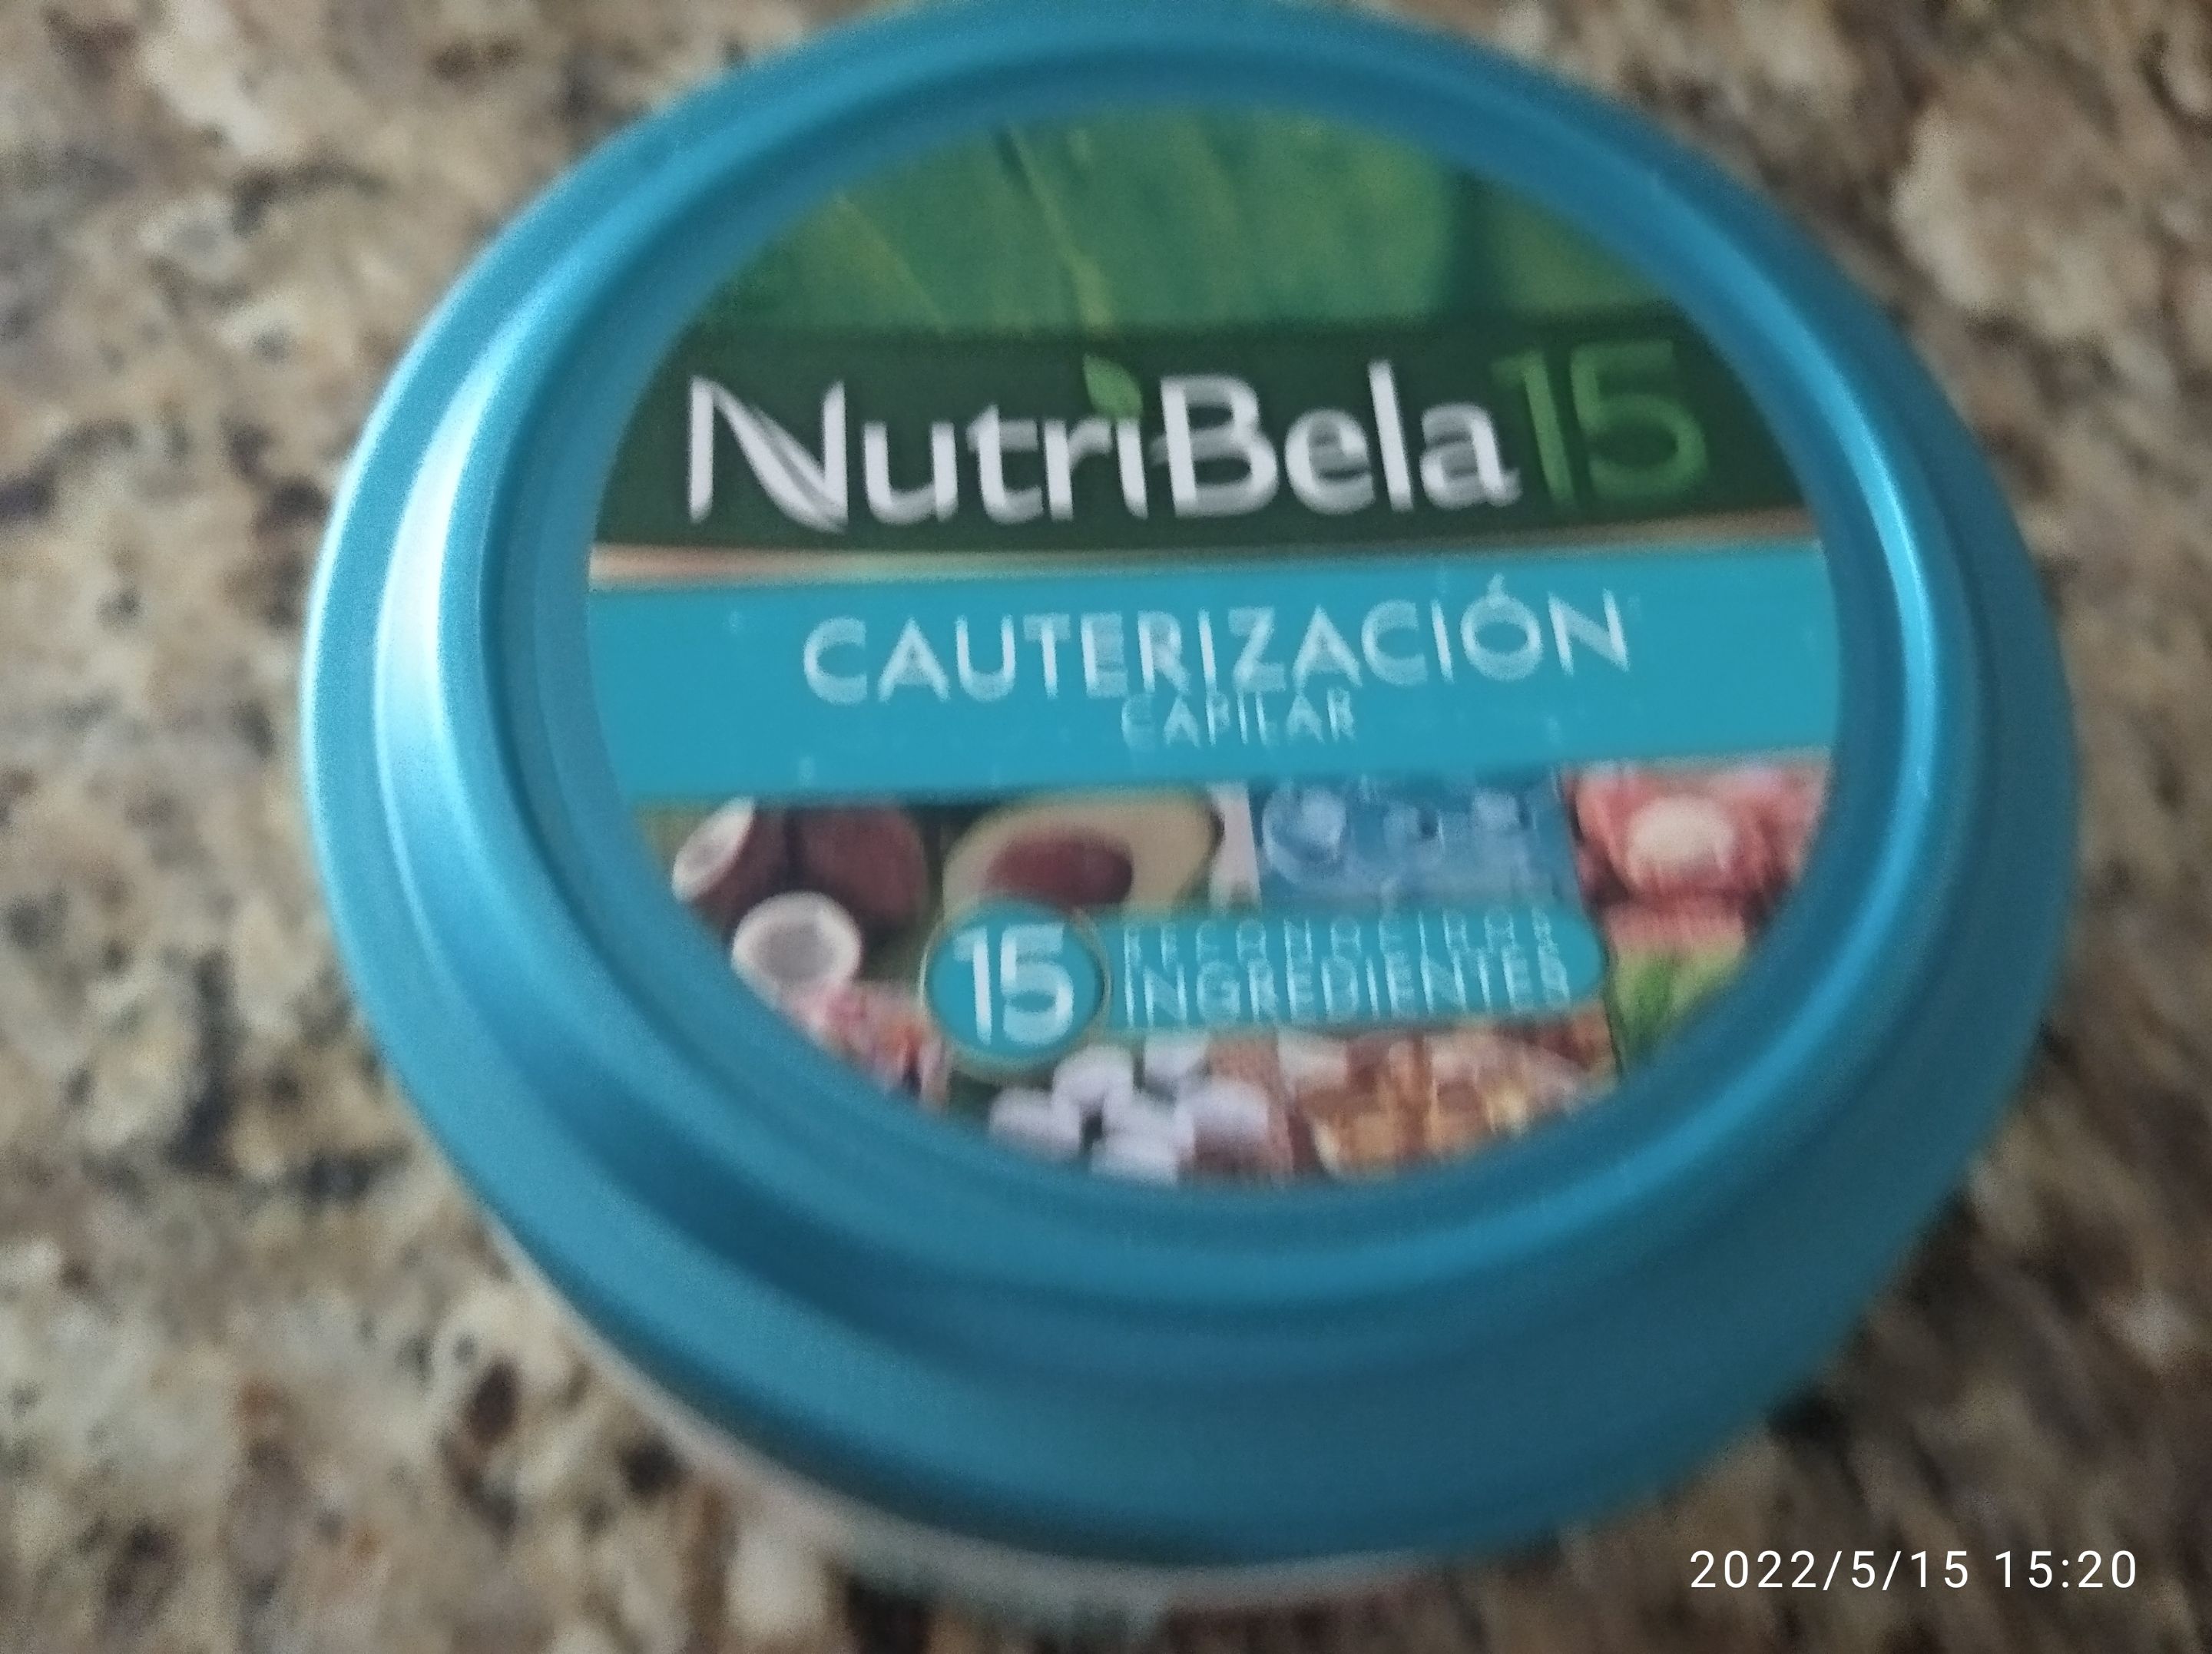 NutriBela15
CAUTERIZACIÓN
CAPILAR
15
INGREDIENTES
2022/5/15 15:20